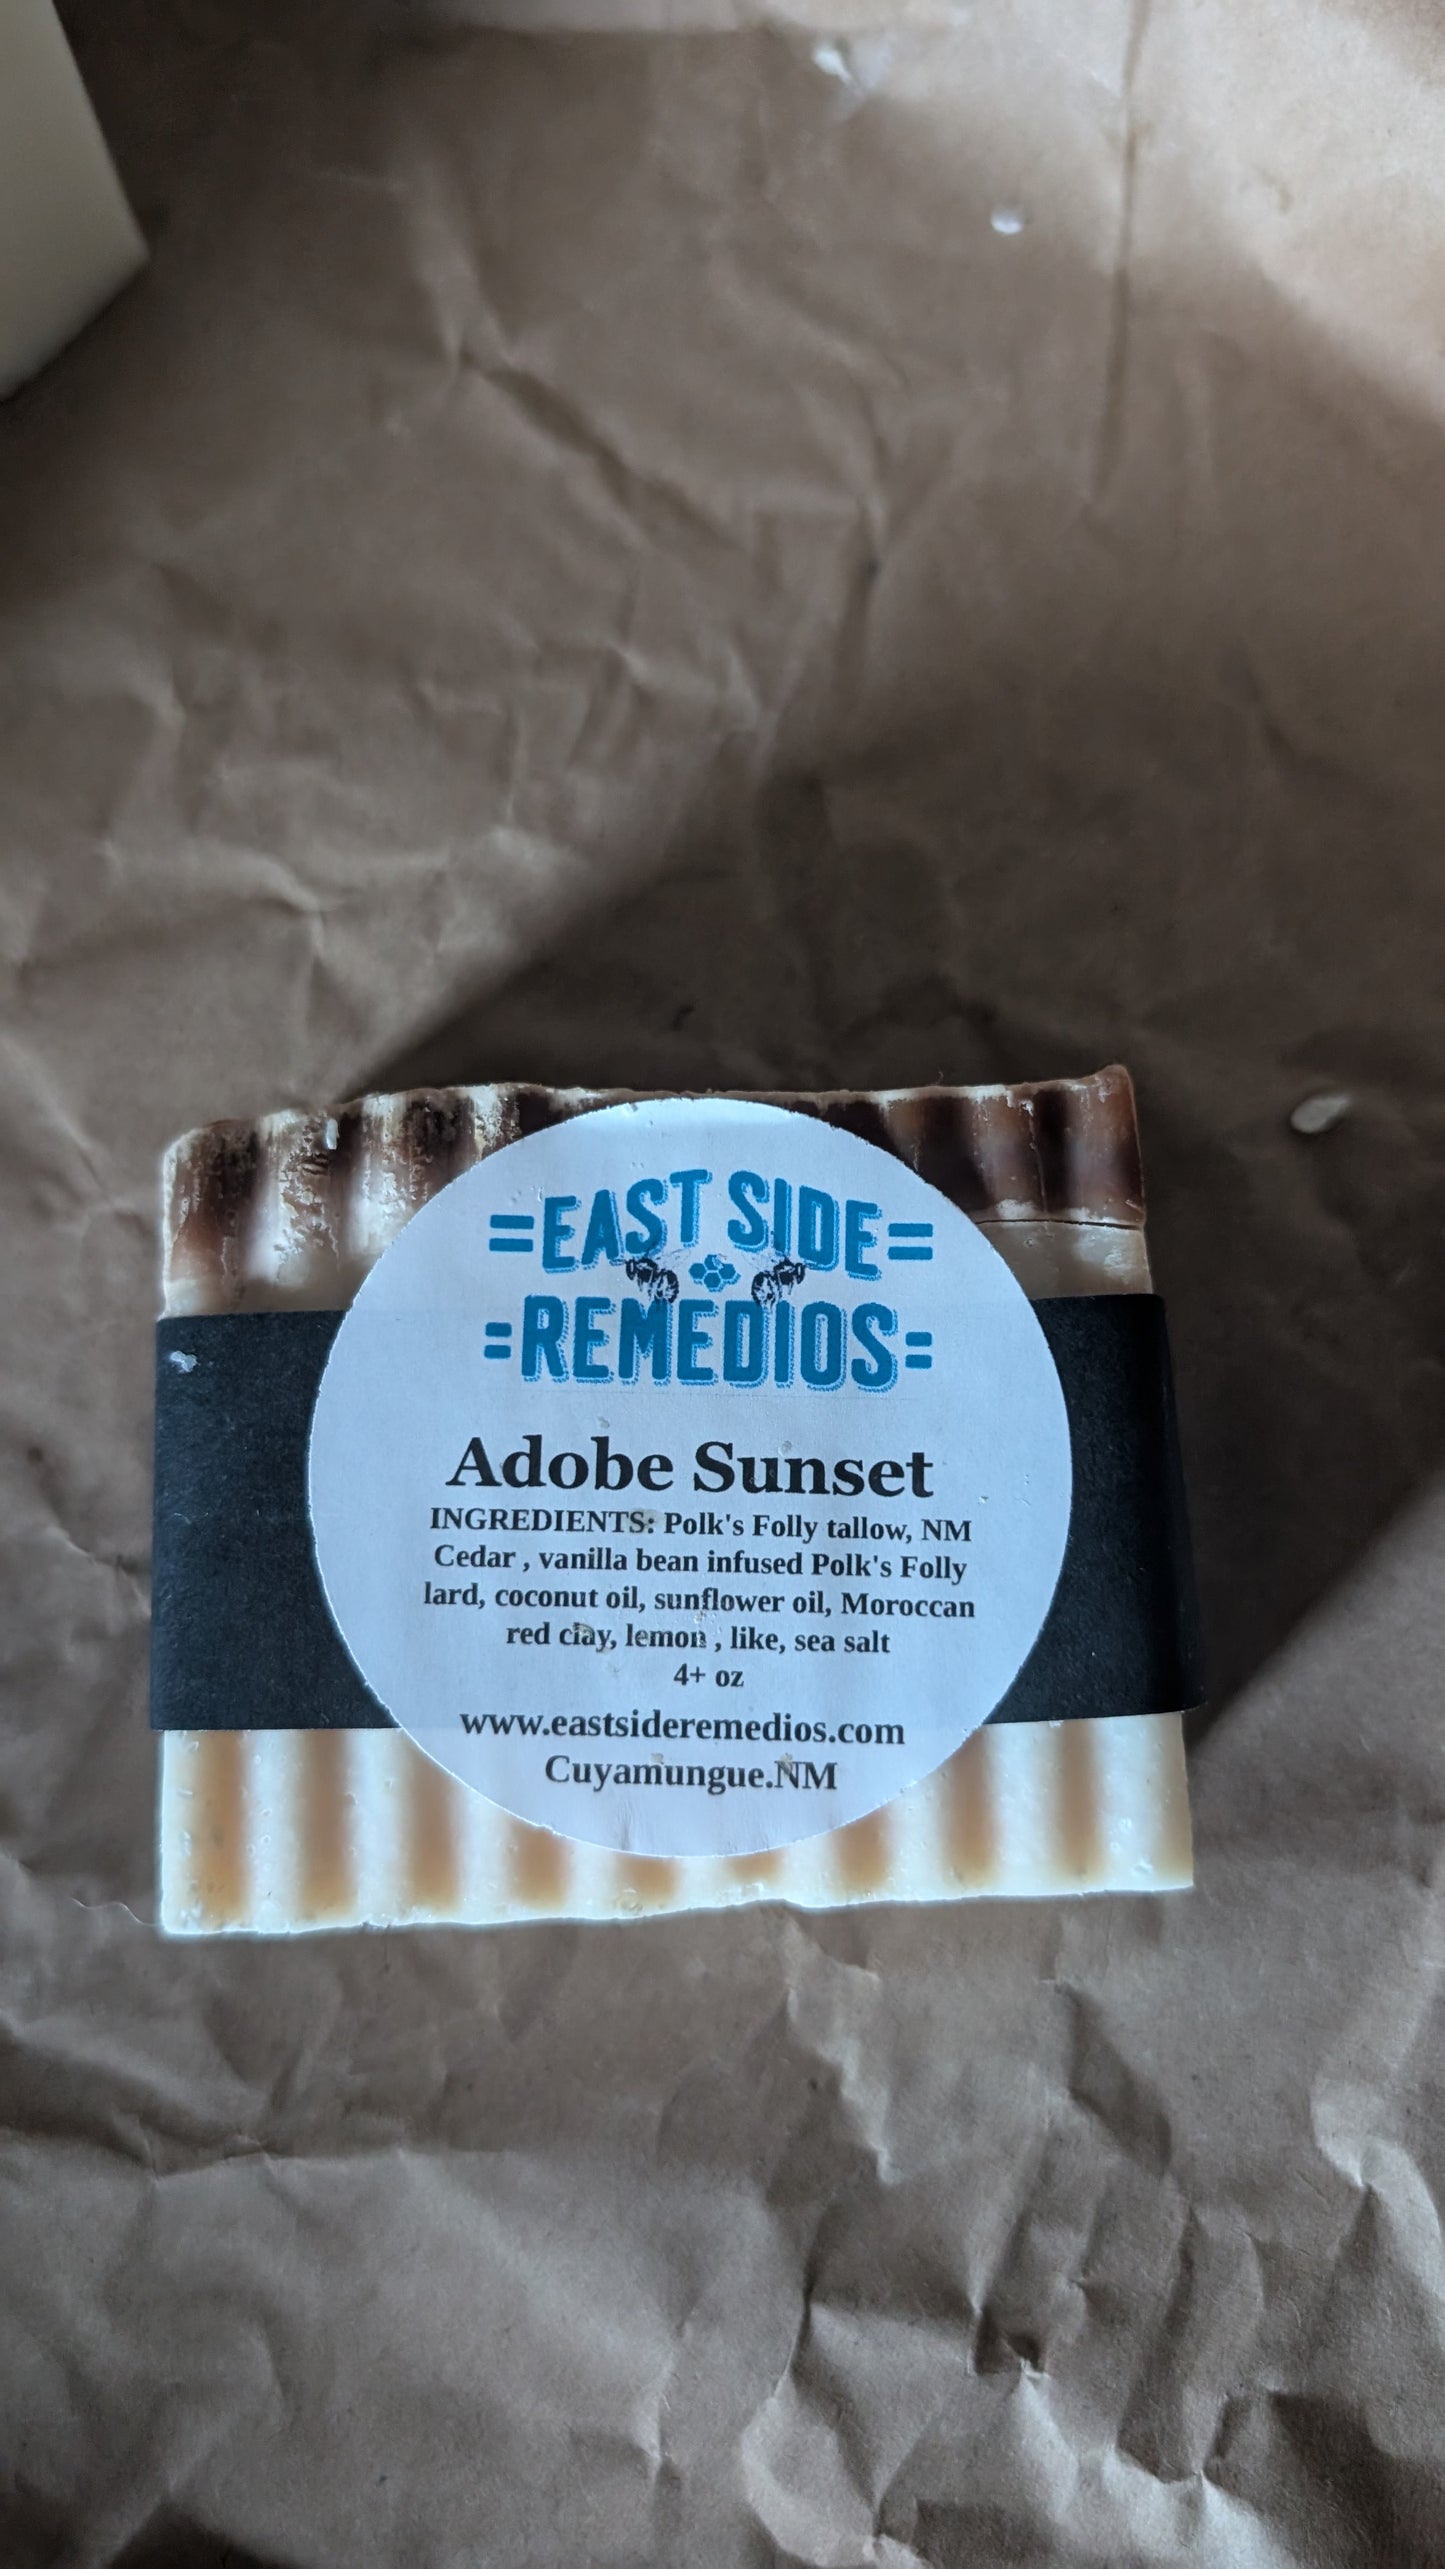 =EAST SIDE=
=REMEDIOS=
Adobe Sunset
INGREDIENTS: Polk's Folly tallow, NM
Cedar , vanilla bean infused Polk's Folly
lard, coconut oil, sunflower oil, Moroccan
red clay, lemon , like, sea salt
4+ oz
www.eastsideremedios.com
Cuyamungue.NM